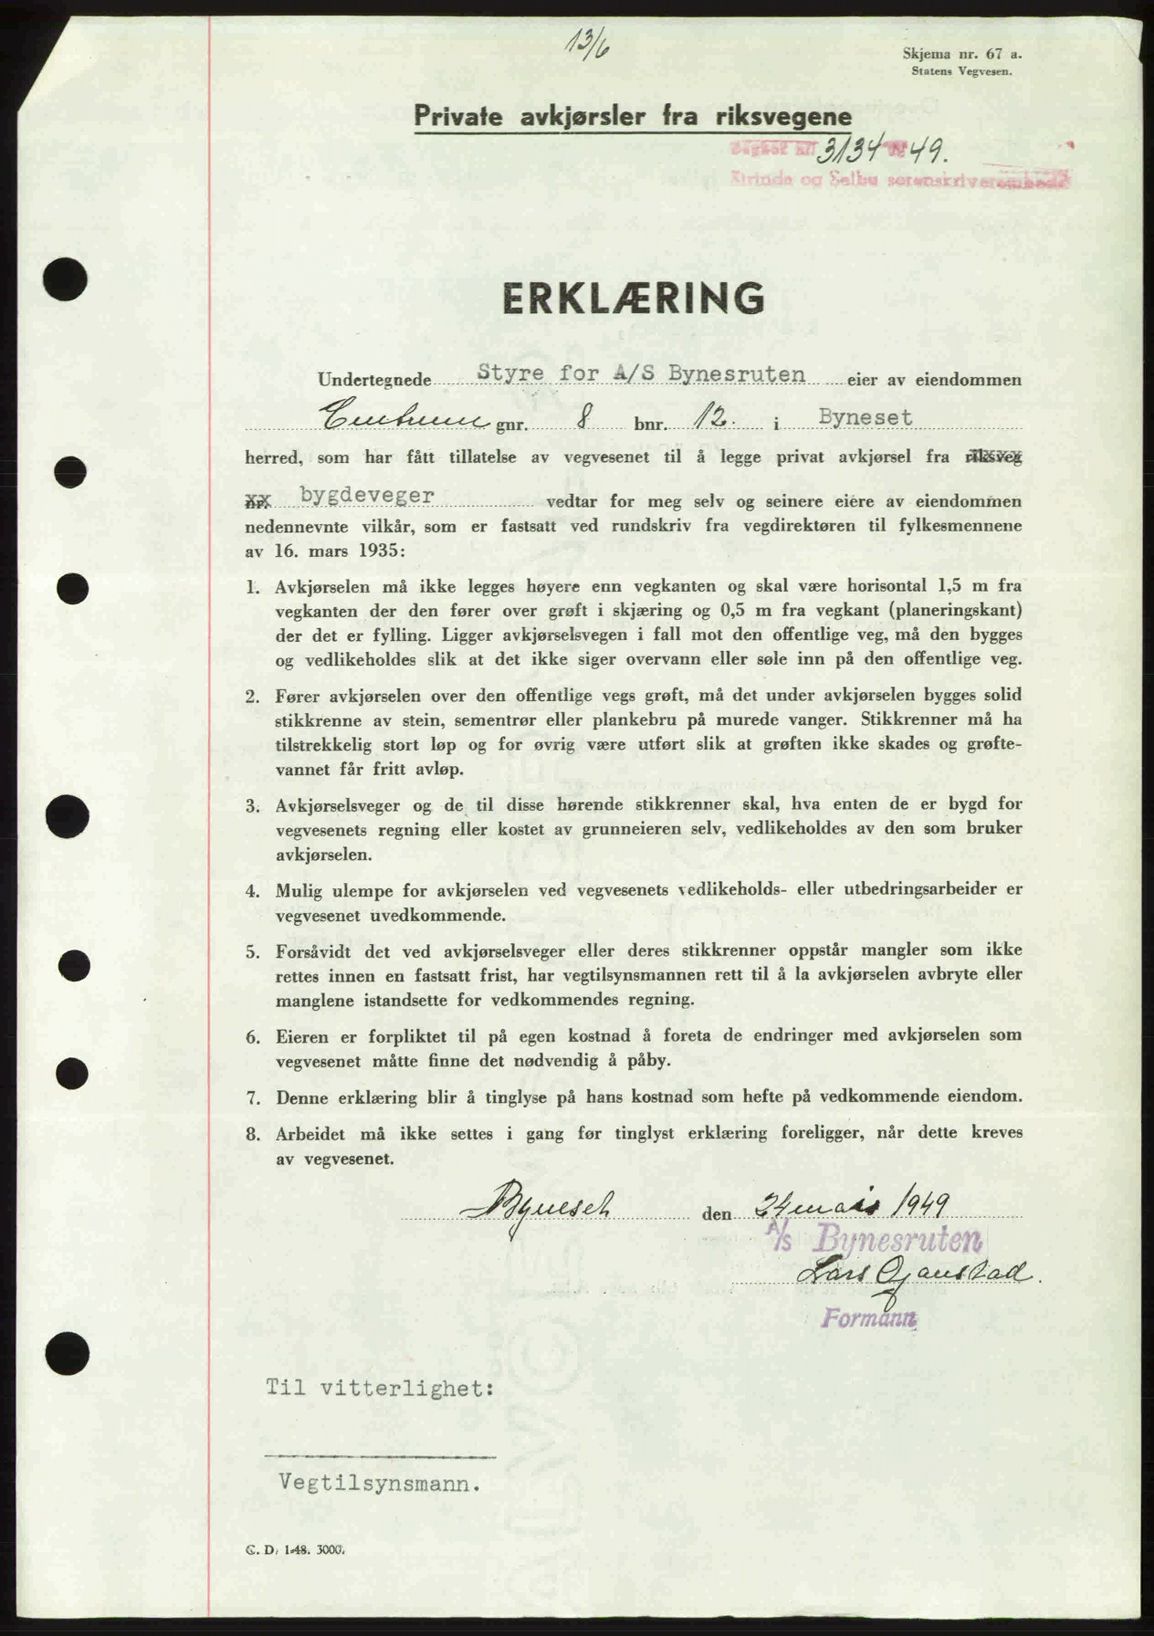 13/6
Skjema nr. 67 a.
Statens Vegvesen.
Private avkjørsler fra riksvegene
3134 49.
Strinda og Selbu sorenskriverembede
ERKLÆRING
Undertegnede Styre for A/S Bynesruten eier av eiendommen
Centrum gnr. 8 bnr. 12. i Byneset
herred, som har fått tillatelse av vegvesenet til å legge privat avkjørsel fra riksveg
nr. bygdeveger vedtar for meg selv og seinere eiere av eiendommen
nedennevnte vilkår, som er fastsatt ved rundskriv fra vegdirektøren til fylkesmennene
av 16. mars 1935:
1. Avkjørselen må ikke legges høyere enn vegkanten og skal være horisontal 1,5 m fra
vegkanten der den fører over grøft i skjæring og 0,5 m fra vegkant (planeringskant)
der det er fylling. Ligger avkjørselsvegen i fall mot den offentlige veg, må den bygges
og vedlikeholdes slik at det ikke siger overvann eller søle inn på den offentlige veg.
2. Fører avkjørselen over den offentlige vegs grøft, må det under avkjørselen bygges solid
stikkrenne av stein, sementrør eller plankebru på murede vanger. Stikkrenner må ha
tilstrekkelig stort løp og for øvrig være utført slik at grøften ikke skades og grøfte-
vannet får fritt avløp.
3. Avkjørselsveger og de til disse hørende stikkrenner skal, hva enten de er bygd for
vegvesenets regning eller kostet av grunneieren selv, vedlikeholdes av den som bruker
avkjørselen.
4. Mulig ulempe for avkjørselen ved vegvesenets vedlikeholds- eller utbedringsarbeider er
vegvesenet uvedkommende.
5. Forsåvidt det ved avkjørselsveger eller deres stikkrenner oppstår mangler som ikke
rettes innen en fastsatt frist, har vegtilsynsmannen rett til å la avkjørselen avbryte eller
manglene istandsette for vedkommendes regning.
6. Eieren er forpliktet til på egen kostnad å foreta de endringer med avkjørselen som
vegvesenet måtte finne det nødvendig å påby.
7. Denne erklæring blir å tinglyse på hans kostnad som hefte på vedkommende eiendom.
8. Arbeidet må ikke settes i gang før tinglyst erklæring foreligger, når dette kreves
av vegvesenet.
Byneset den 24 mais 1949
A/S Bynesruten
Lars Gjanstad.
Formann
Til vitterlighet:
Vegtilsynsmann.
C. D. 1-48. 3000.